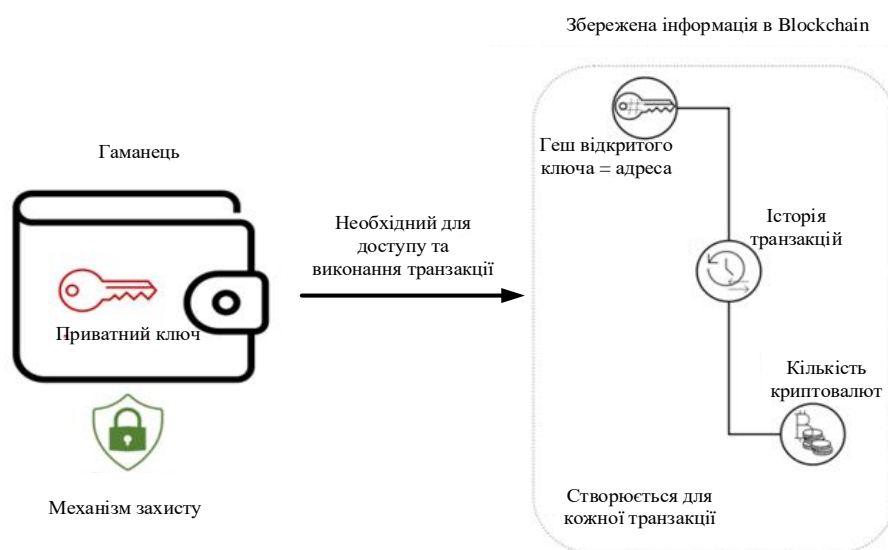 Збережена інформація в Blockchain
Гаманець
Приватний ключ
Механізм захисту
Необхідний для
доступу та
виконання транзакції
Геш відкритого
ключа = адреса
Історія
транзакцій
Кількість
криптовалют
Створюється для
кожної транзакції